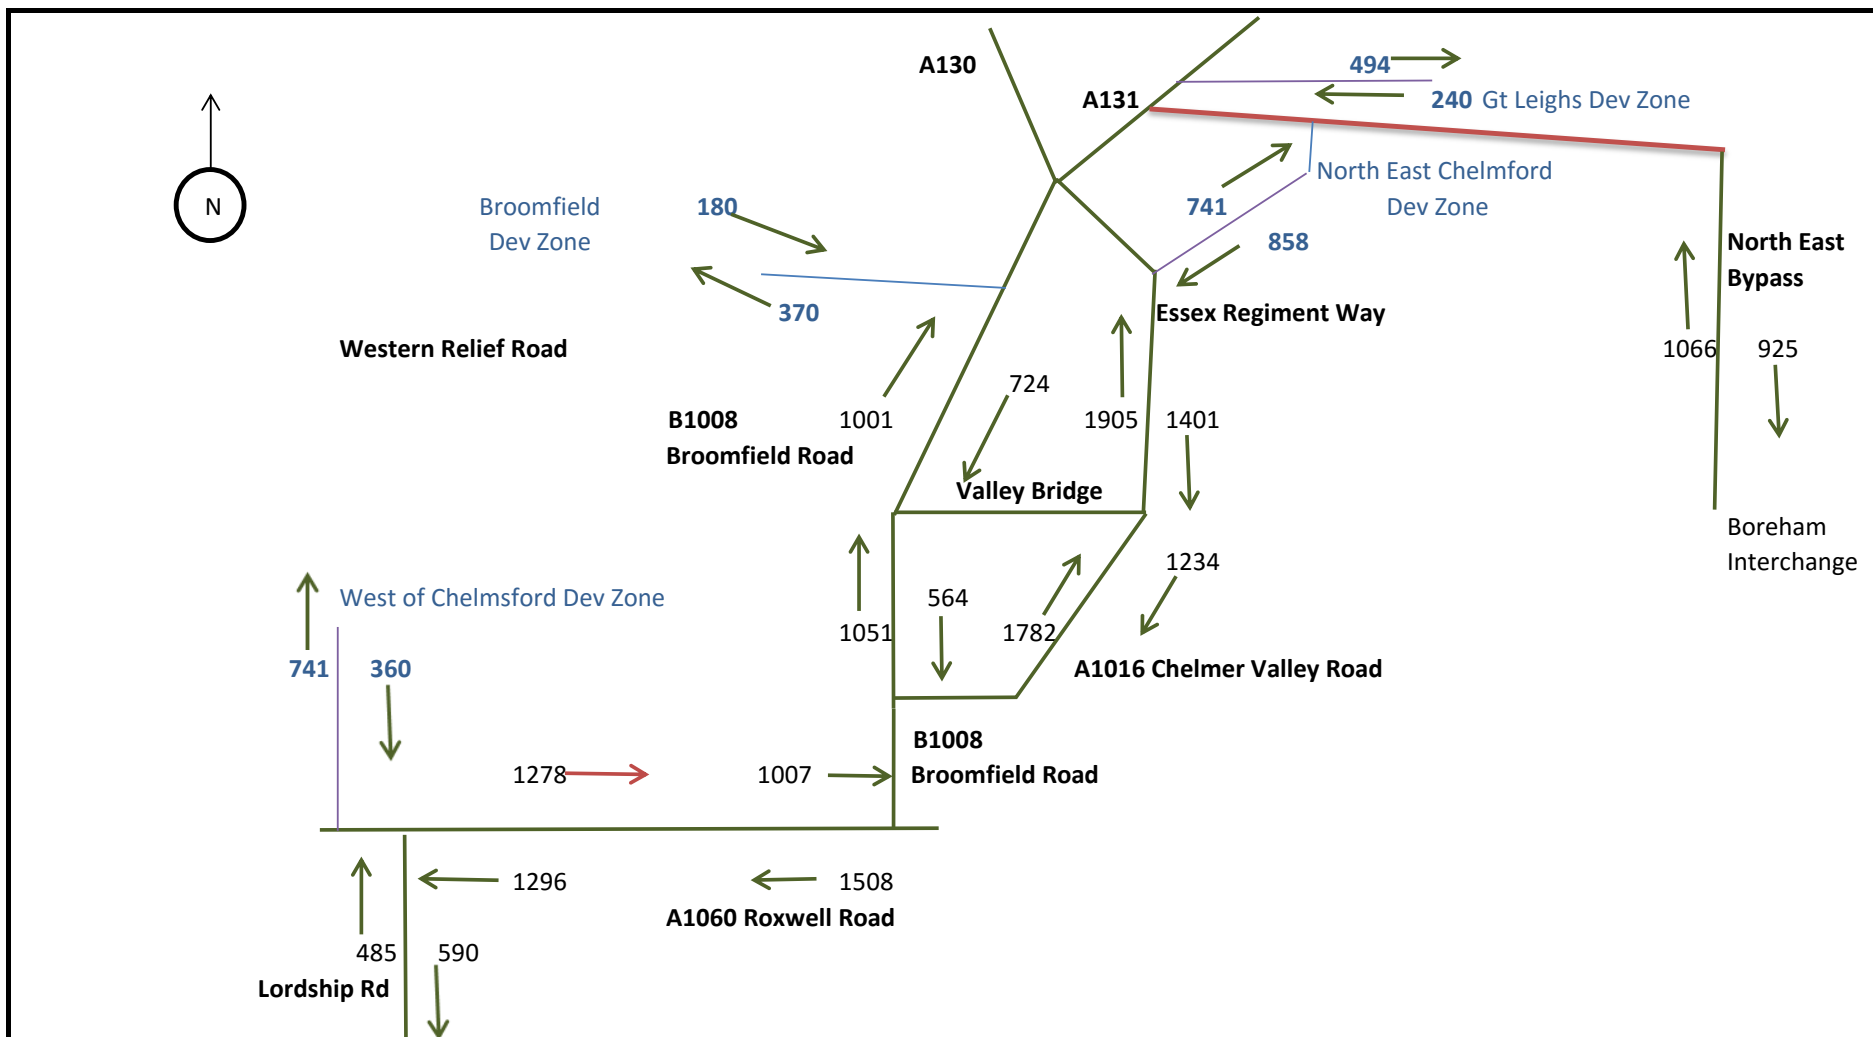 A130
494
A131
240 Gt Leighs Dev Zone
N
North East Chelmford
Dev Zone
Broomfield
Dev Zone
180
741
858
North East
Bypass
370
Essex Regiment Way
Western Relief Road
1066
925
724
B1008
Broomfield Road
1001
1905
1401
Valley Bridge
Boreham
Interchange
1234
West of Chelmsford Dev Zone
564
1051
1782
741
360
A1016 Chelmer Valley Road
B1008
Broomfield Road
1278
1007
1296
1508
A1060 Roxwell Road
485
590
Lordship Rd